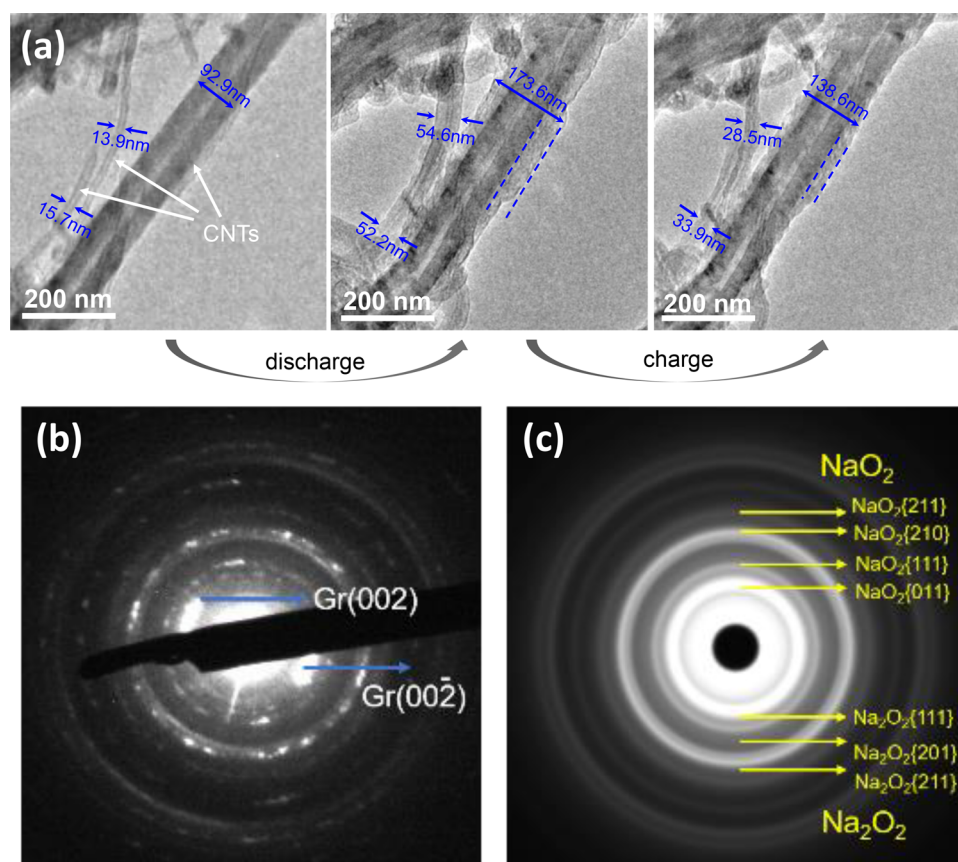 (a)
92.9nm
13.9nm
15.7nm
CNTs
200 nm
173.6nm
54.6nm
52.2nm
200 nm
138.6nm
28.5nm
33.9nm
200 nm
discharge
charge
(b)
Gr(002)
Gr(002̅)
(c)
NaO₂
NaO₂{211}
NaO₂{210}
NaO₂{111}
NaO₂{011}
Na₂O₂{111}
Na₂O₂{201}
Na₂O₂{211}
Na₂O₂